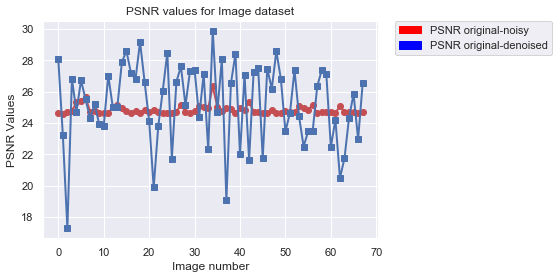 PSNR values for Image dataset
PSNR original-noisy
PSNR original-denoised
PSNR Values
30
28
26
24
22
20
18
0 10 20 30 40 50 60 70
Image number